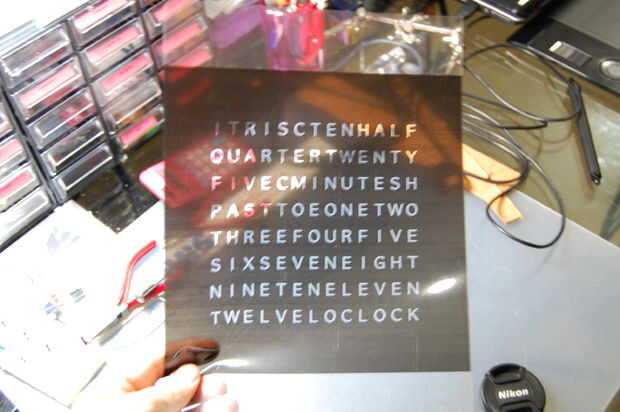 ITRISCTENHALF
QUARTERTWENTY
FIVECMINUTESH
PASTTOEONETWO
THREEFOURFIVE
SIXSEVENEIGHT
NINETENELEVEN
TWELVELOCLOCK
Nikon